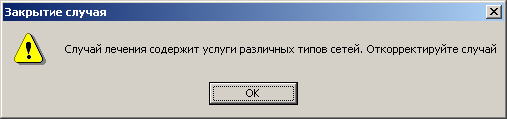 Закрытие случая
Случай лечения содержит услуги различных типов сетей. Откорректируйте случай
OK